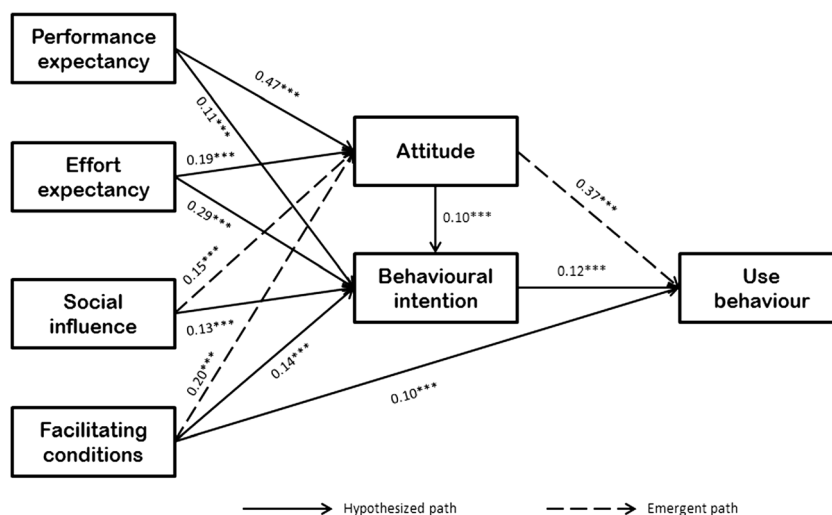 Performance
expectancy
0.47***
0.11***
Effort
expectancy
0.19***
Attitude
0.29***
0.37***
0.10***
0.15***
Social
influence
Behavioural
intention
0.12***
Use
behaviour
0.13***
0.14***
0.20***
0.10***
Facilitating
conditions
Hypothesized path
Emergent path